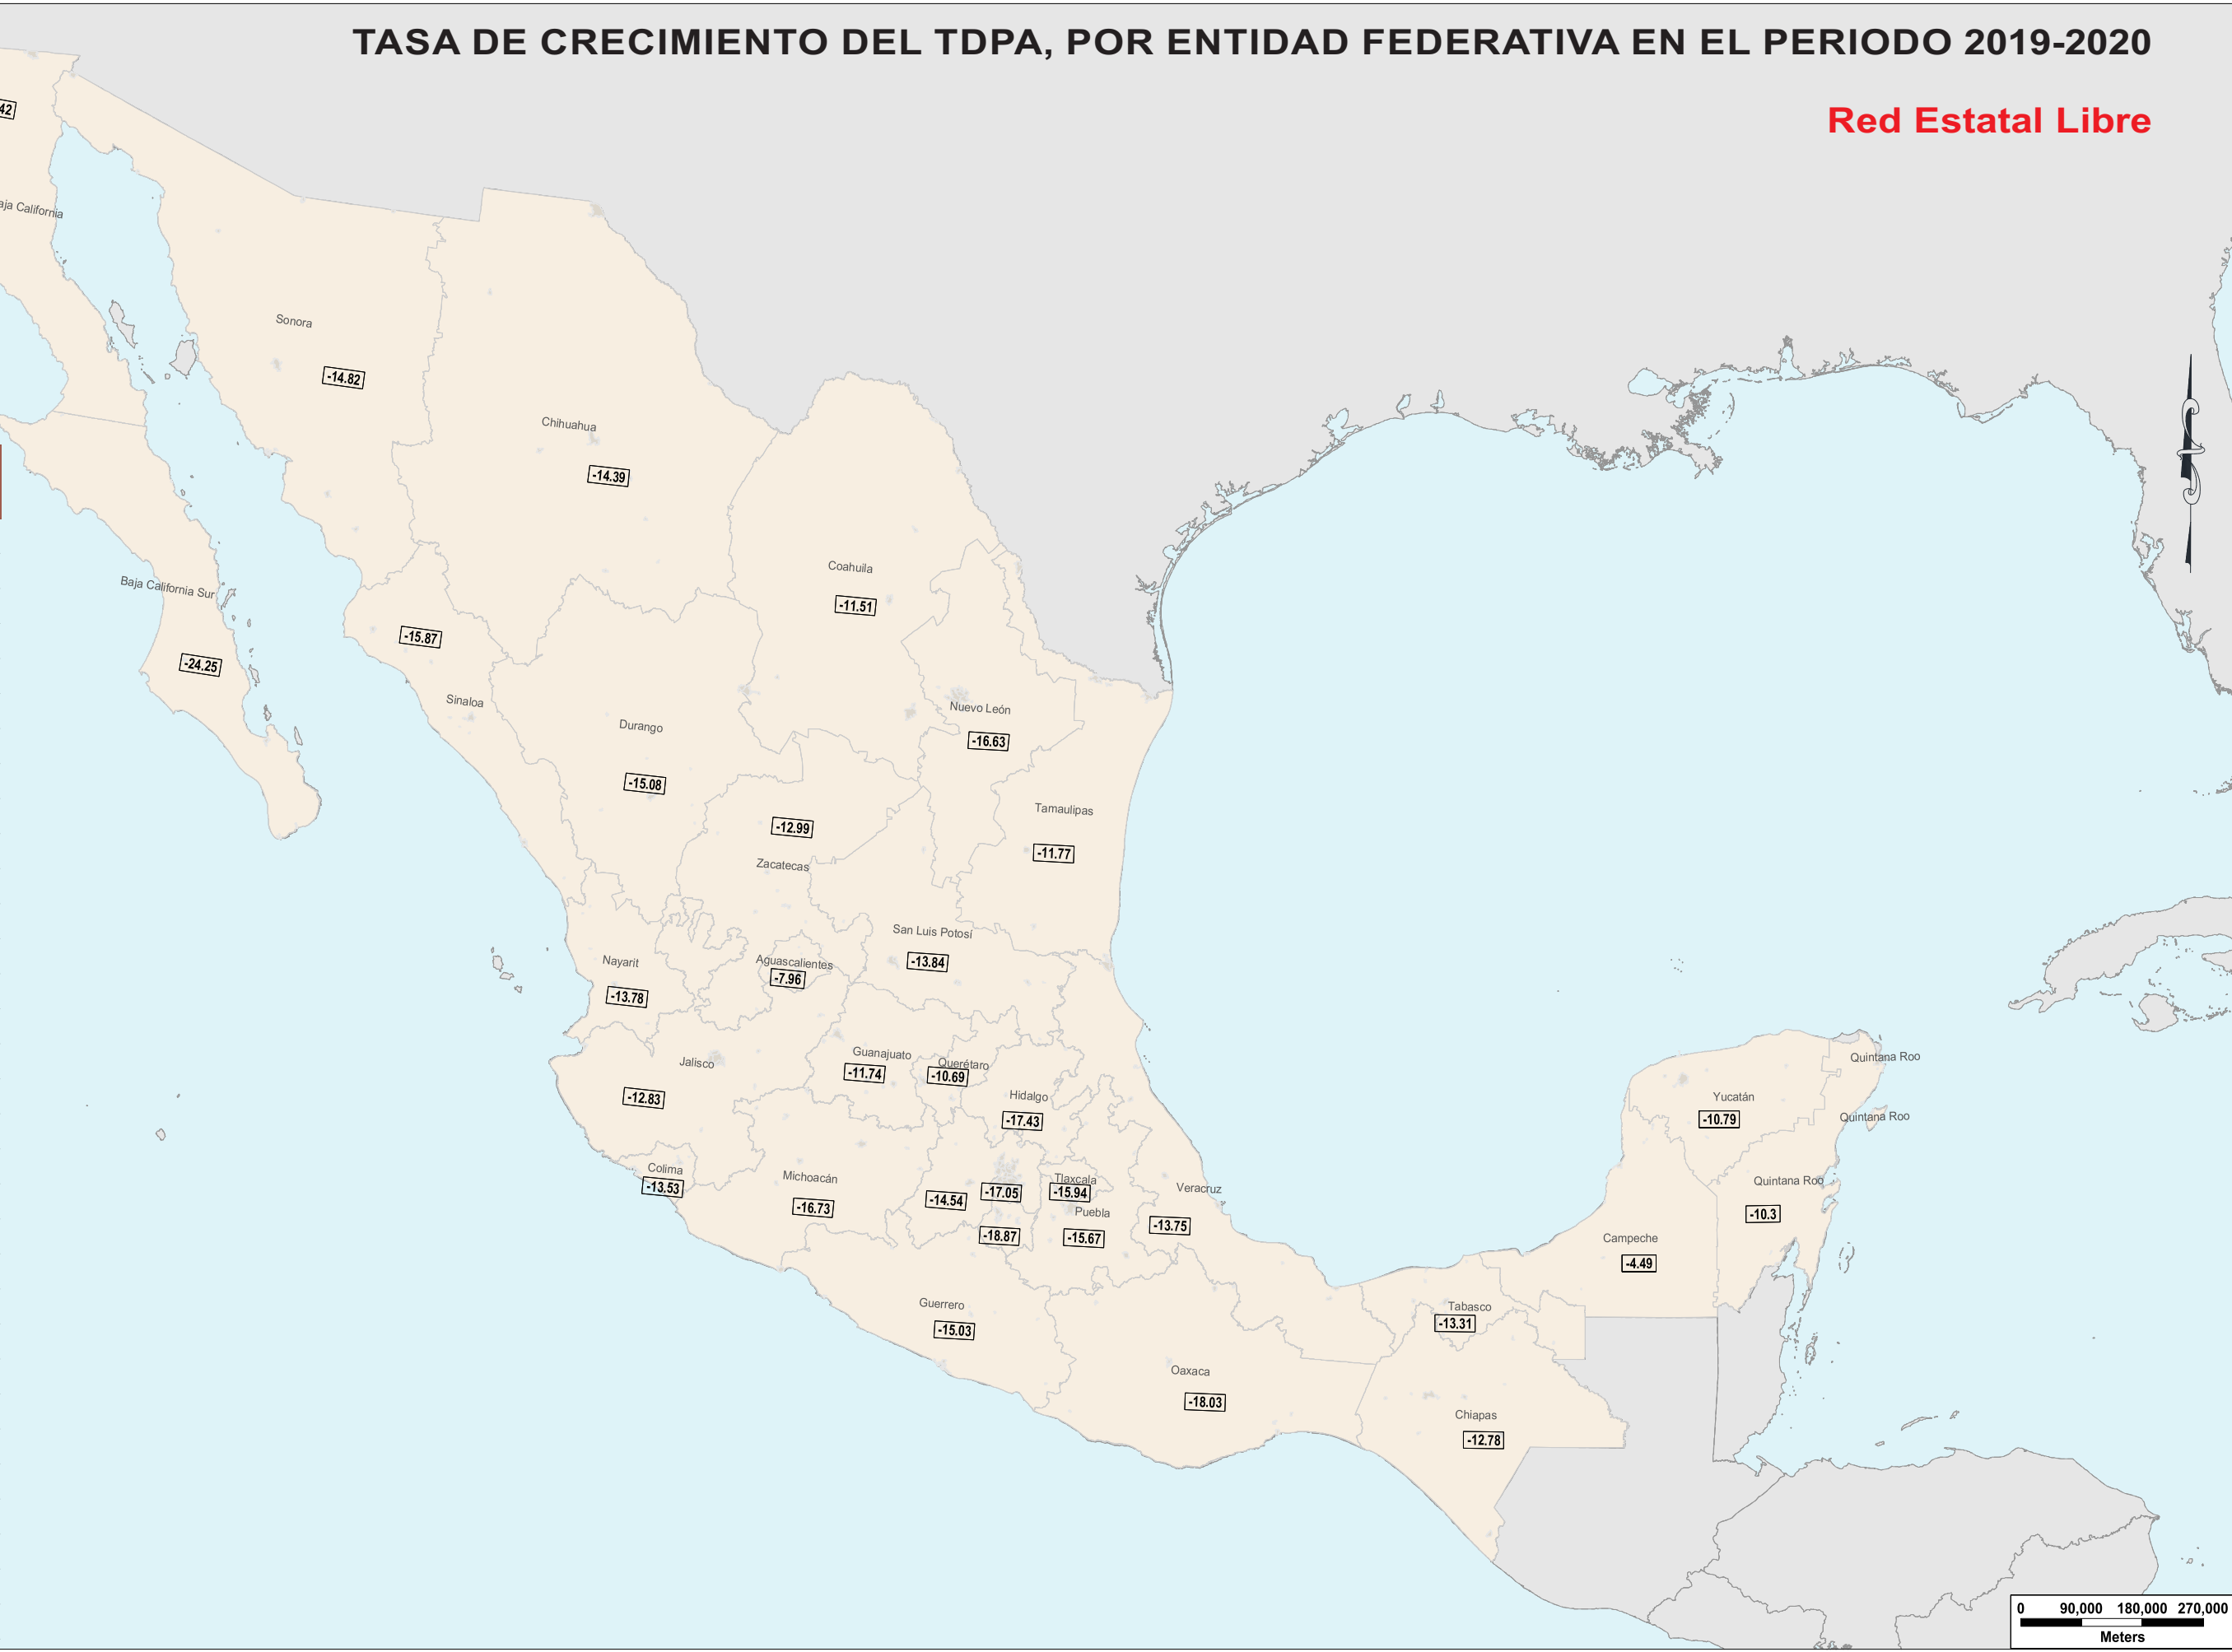 TASA DE CRECIMIENTO DEL TDPA, POR ENTIDAD FEDERATIVA EN EL PERIODO 2019-2020
Red Estatal Libre
42
aja California
Sonora
-14.82
Chihuahua
-14.39
Coahuila
-11.51
Baja California Sur
-24.25
-15.87
Sinaloa
Nuevo León
-16.63
Durango
-15.08
Tamaulipas
-11.77
-12.99
Zacatecas
San Luis Potosí
-13.84
Aguascalientes
-7.96
Nayarit
-13.78
Jalisco
-12.83
Guanajuato
-11.74
Querétaro
-10.69
Hidalgo
-17.43
Colima
-13.53
Michoacán
-16.73
-14.54
-17.05
-18.87
Tlaxcala
-15.94
Puebla
-15.67
Veracruz
-13.75
Quintana Roo
Yucatán
-10.79
Quintana Roo
Quintana Roo
-10.3
Campeche
-4.49
Guerrero
-15.03
Tabasco
-13.31
Oaxaca
-18.03
Chiapas
-12.78
0 90,000 180,000 270,000
Meters